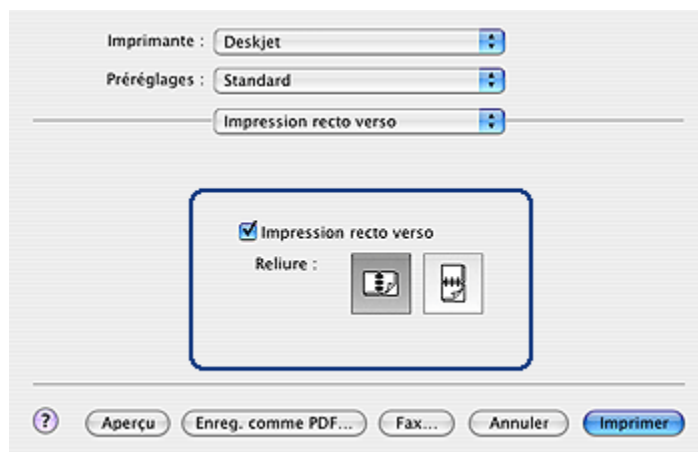 Imprimante : Deskjet
Préréglages : Standard
Impression recto verso
Impression recto verso
Reliure :
? Aperçu Enreg. comme PDF... Fax... Annuler Imprimer